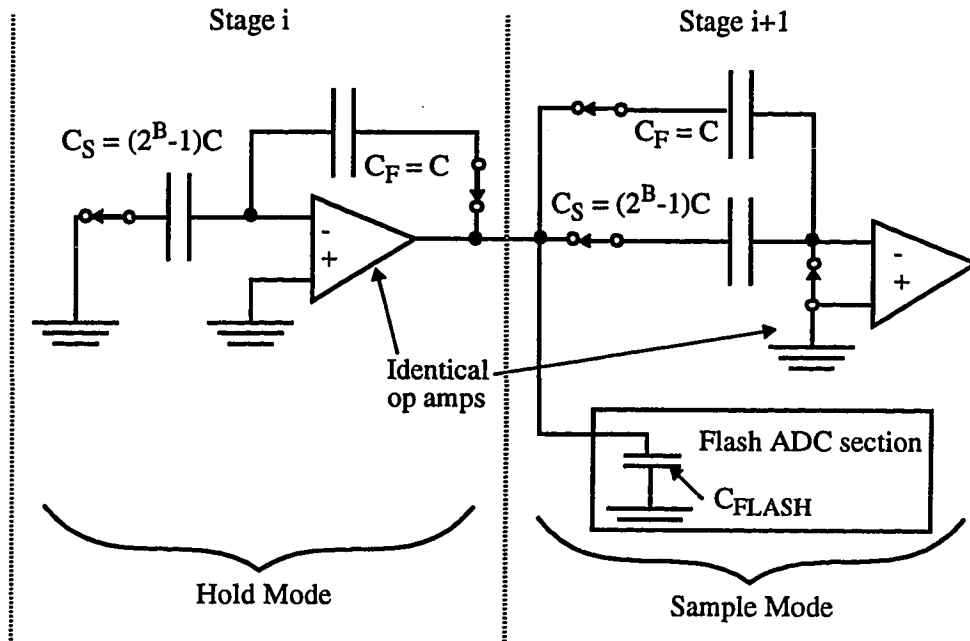 Stage i
Stage i+1
C_S = (2^B-1)C
C_F = C
-
+
C_F = C
C_S = (2^B-1)C
-
+
Identical
op amps
Flash ADC section
C_FLASH
Hold Mode
Sample Mode